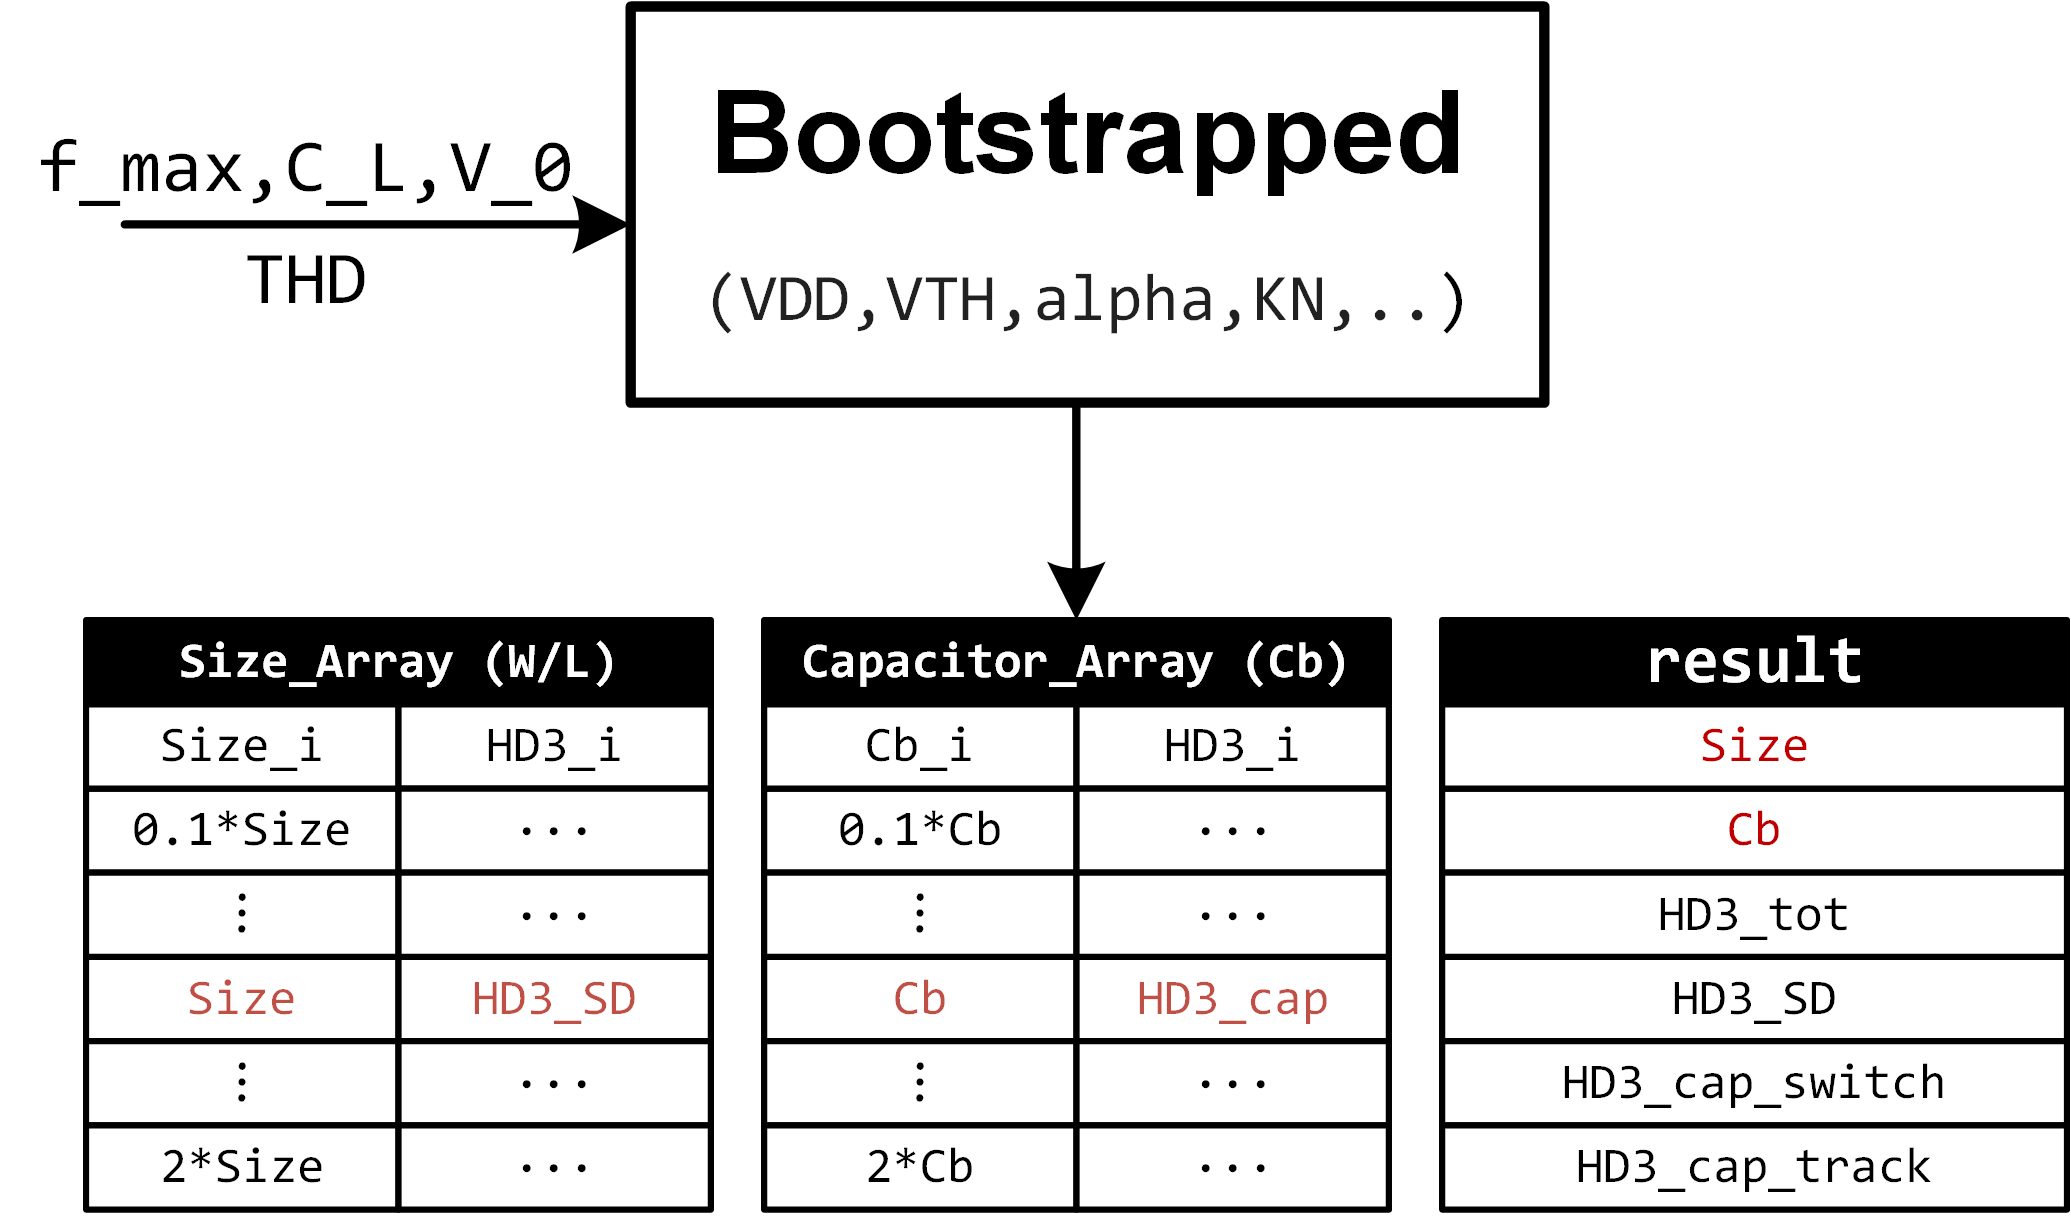 f_max,C_L,V_0
THD
Bootstrapped
(VDD,VTH,alpha,KN,..)
Size_Array (W/L)
Size_i HD3_i
0.1*Size ...
⋮ ...
Size HD3_SD
⋮ ...
2*Size ...
Capacitor_Array (Cb)
Cb_i HD3_i
0.1*Cb ...
⋮ ...
Cb HD3_cap
⋮ ...
2*Cb ...
result
Size
Cb
HD3_tot
HD3_SD
HD3_cap_switch
HD3_cap_track